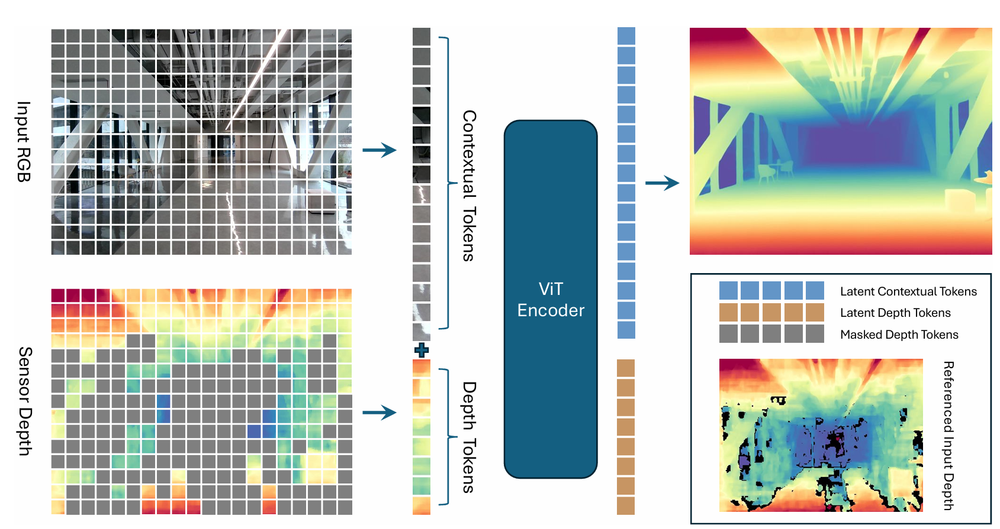 Input RGB
Sensor Depth
Contextual Tokens
Depth Tokens
ViT
Encoder
Latent Contextual Tokens
Latent Depth Tokens
Masked Depth Tokens
Referenced Input Depth